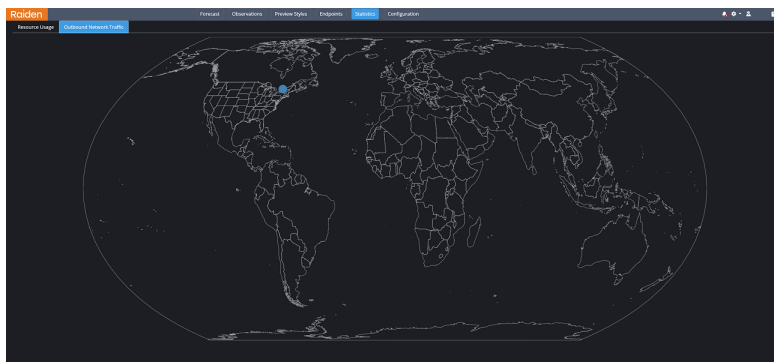 Raiden
Forecast Observations Preview Styles Endpoints Statistics Configuration
Resource Usage Outbound Network Traffic